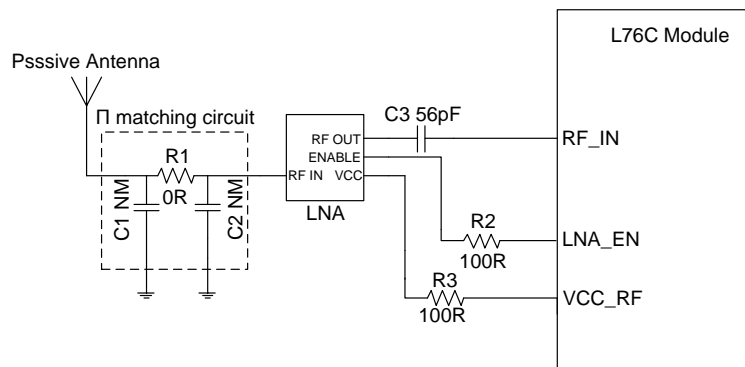 L76C Module
Psssive Antenna
Π matching circuit
C3 56pF
RF OUT
RF_IN
R1
ENABLE
RF IN
VCC
0R
C1 NM
C2 NM
LNA
R2
LNA_EN
100R
R3
VCC_RF
100R